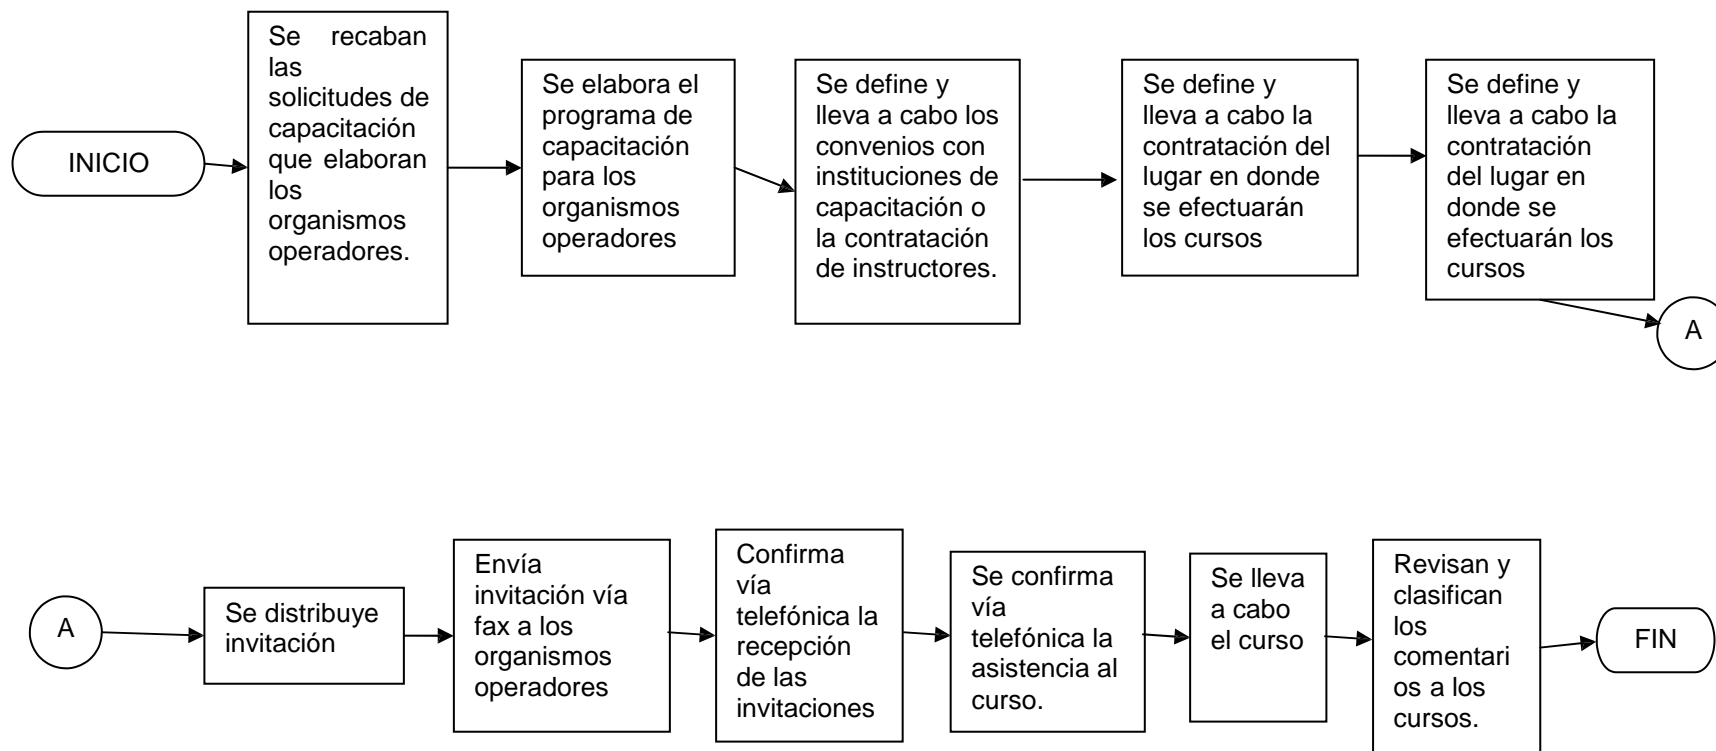 INICIO
Se recaban
las
solicitudes de
capacitación
que elaboran
los
organismos
operadores.
Se elabora el
programa de
capacitación
para los
organismos
operadores
Se define y
lleva a cabo los
convenios con
instituciones de
capacitación o
la contratación
de instructores.
Se define y
lleva a cabo la
contratación del
lugar en donde
se efectuarán
los cursos
Se define y
lleva a cabo la
contratación
del lugar en
donde se
efectuarán los
cursos
A
A
Se distribuye
invitación
Envía
invitación vía
fax a los
organismos
operadores
Confirma
vía
telefónica la
recepción
de las
invitaciones
Se confirma
vía
telefónica la
asistencia al
curso.
Se lleva
a cabo
el curso
Revisan y
clasifican
los
comentari
os a los
cursos.
FIN